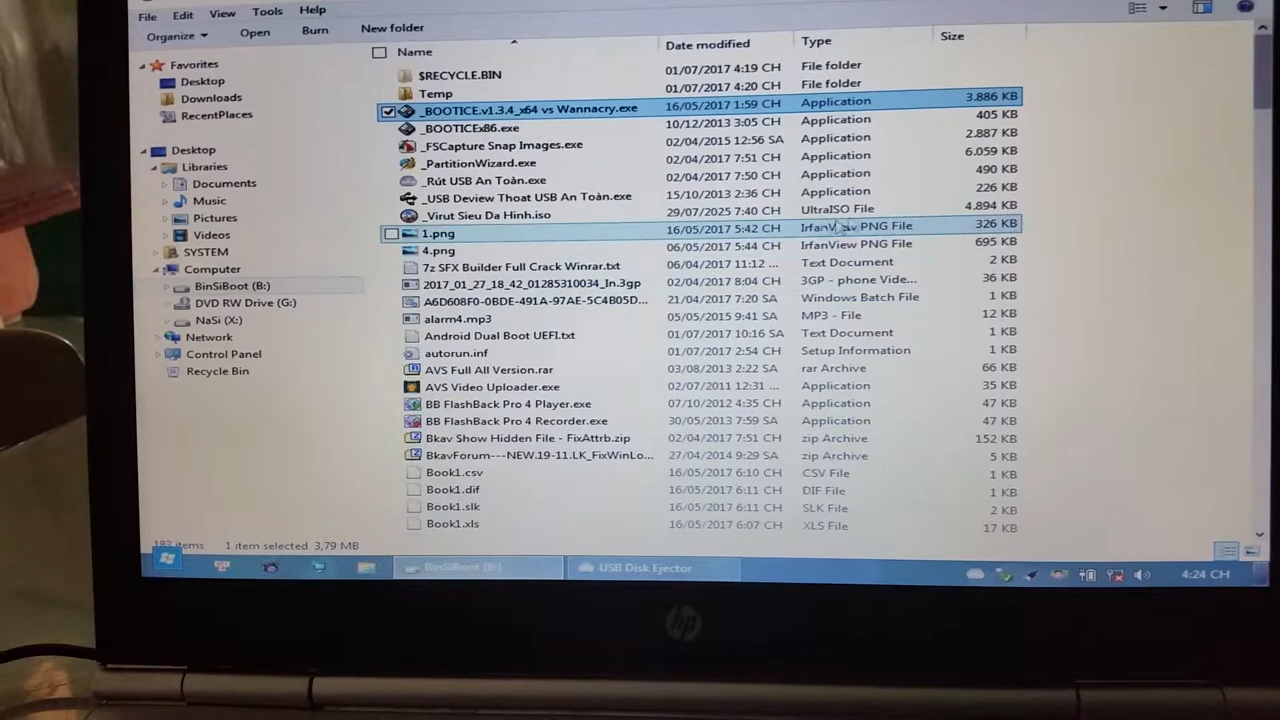 File Edit View Tools Help
Organize Open Burn New folder
Name Date modified Type Size
Favorites
Desktop
Downloads
RecentPlaces
Desktop
Libraries
Documents
Music
Pictures
Videos
SYSTEM
Computer
BinSiBoot (B:)
DVD RW Drive (G:)
NaSi (X:)
Network
Control Panel
Recycle Bin
$RECYCLE.BIN 01/07/2017 4:19 CH File folder
Temp 01/07/2017 4:20 CH File folder
_BOOTICE.v1.3.4_x64 vs Wannacry.exe 16/05/2017 1:59 CH Application 3.886 KB
_BOOTICEx86.exe 10/12/2013 3:05 CH Application 405 KB
_FSCapture Snap Images.exe 02/04/2015 12:56 SA Application 2.887 KB
_PartitionWizard.exe 02/04/2017 7:51 CH Application 6.059 KB
_Rút USB An Toàn.exe 02/04/2017 7:50 CH Application 490 KB
_USB Deview Thoat USB An Toàn.exe 15/10/2013 2:36 CH Application 226 KB
_Virut Sieu Da Hinh.iso 29/07/2025 7:40 CH UltraISO File 4.894 KB
1.png 16/05/2017 5:42 CH IrfanView PNG File 326 KB
4.png 06/05/2017 5:44 CH IrfanView PNG File 695 KB
7z SFX Builder Full Crack Winrar.txt 06/04/2017 11:12 ... Text Document 2 KB
2017_01_27_18_42_01285310034_In.3gp 02/04/2017 8:04 CH 3GP - phone Vide... 36 KB
A6D608F0-0BDE-491A-97AE-5C4B05D... 21/04/2017 7:20 SA Windows Batch File 1 KB
alarm4.mp3 05/05/2015 9:41 SA MP3 - File 12 KB
Android Dual Boot UEFI.txt 01/07/2017 10:16 SA Text Document 1 KB
autorun.inf 01/07/2017 2:54 CH Setup Information 1 KB
AVS Full All Version.rar 03/08/2013 2:22 SA rar Archive 66 KB
AVS Video Uploader.exe 02/07/2011 12:31 ... Application 35 KB
BB FlashBack Pro 4 Player.exe 07/10/2012 4:35 CH Application 47 KB
BB FlashBack Pro 4 Recorder.exe 30/05/2013 7:59 SA Application 47 KB
Bkav Show Hidden File - FixAttrb.zip 02/04/2017 7:51 CH zip Archive 152 KB
BkavForum---NEW.19-11.LK_FixWinLo... 27/04/2014 9:29 SA zip Archive 5 KB
Book1.csv 16/05/2017 6:10 CH CSV File 1 KB
Book1.dif 16/05/2017 6:11 CH DIF File 1 KB
Book1.slk 16/05/2017 6:11 CH SLK File 2 KB
Book1.xls 16/05/2017 6:07 CH XLS File 17 KB
183 items 1 item selected 3,79 MB
BinSiBoot (B:) USB Disk Ejector 4:24 CH
hp